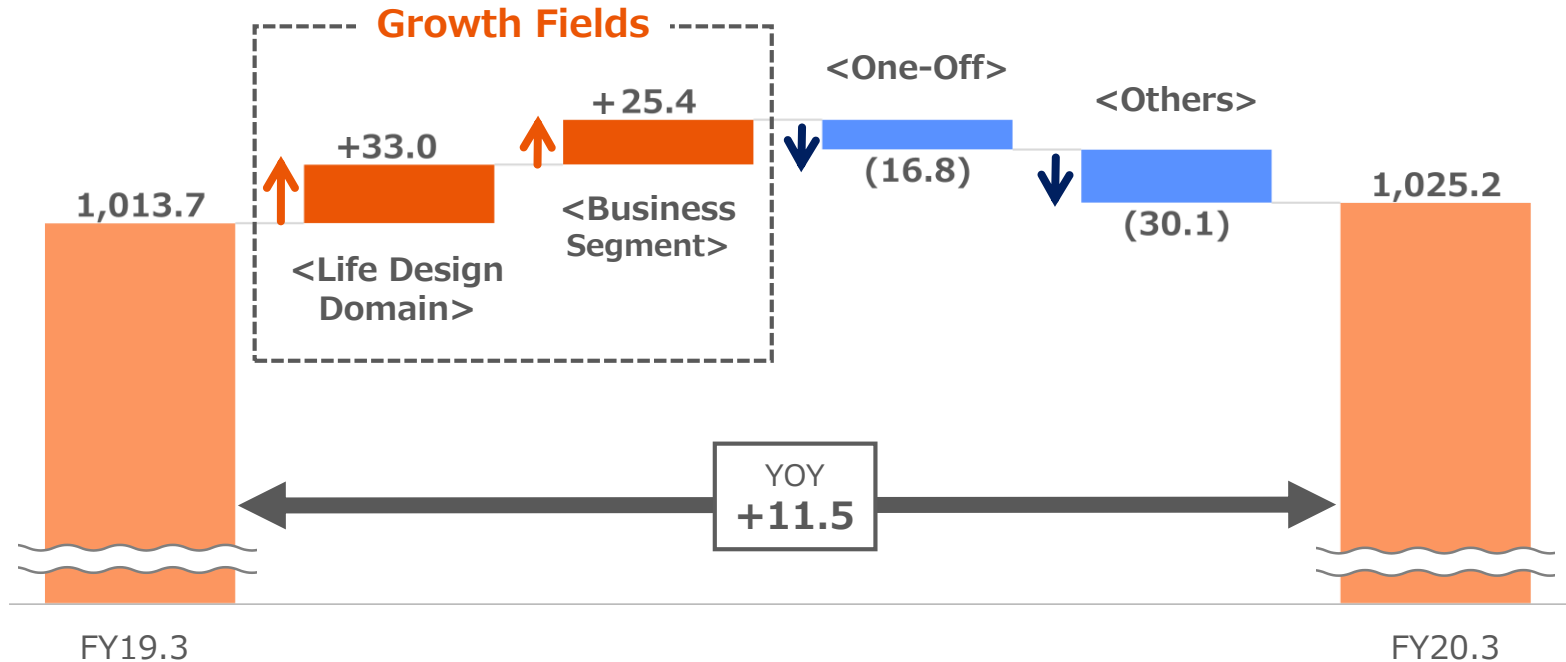 Growth Fields
<One-Off>
<Others>
+25.4
+33.0
(16.8)
1,013.7
1,025.2
<Business
Segment>
(30.1)
<Life Design
Domain>
YOY
+11.5
FY19.3
FY20.3